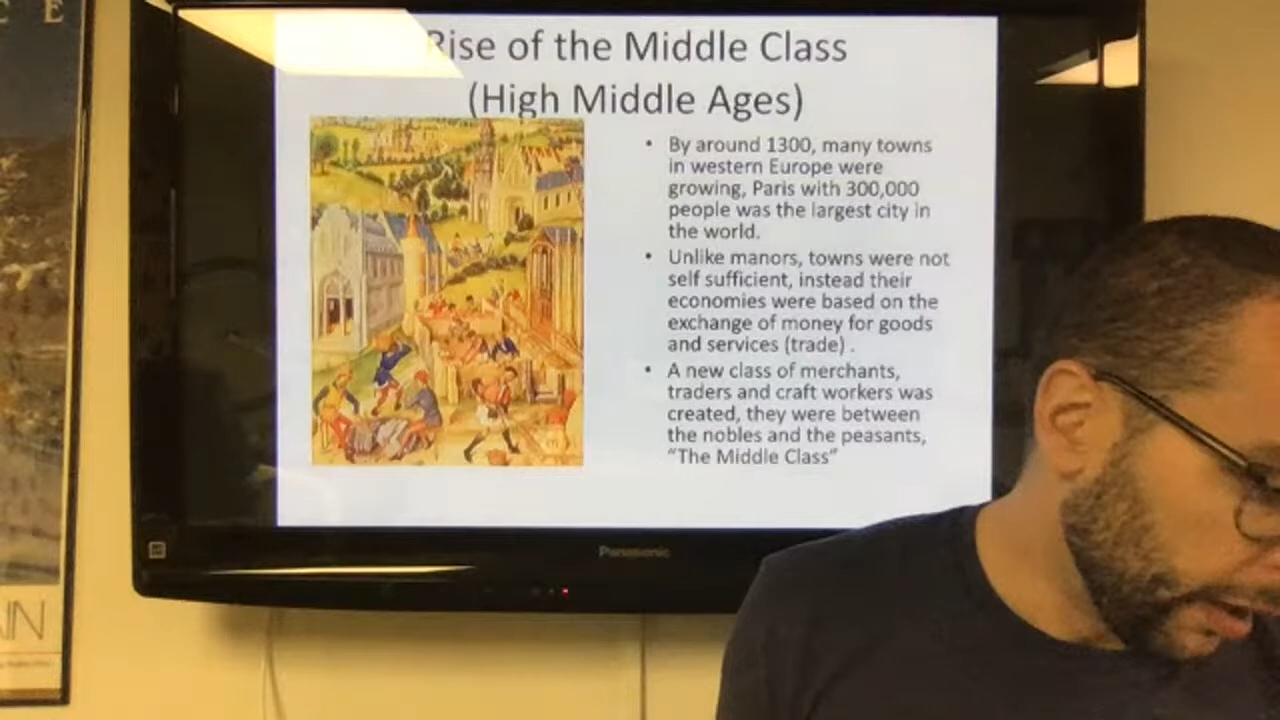 C E
Rise of the Middle Class
(High Middle Ages)
• By around 1300, many towns
in western Europe were
growing, Paris with 300,000
people was the largest city in
the world.
• Unlike manors, towns were not
self sufficient, instead their
economies were based on the
exchange of money for goods
and services (trade) .
• A new class of merchants,
traders and craft workers was
created, they were between
the nobles and the peasants,
“The Middle Class”
Panasonic
AIN